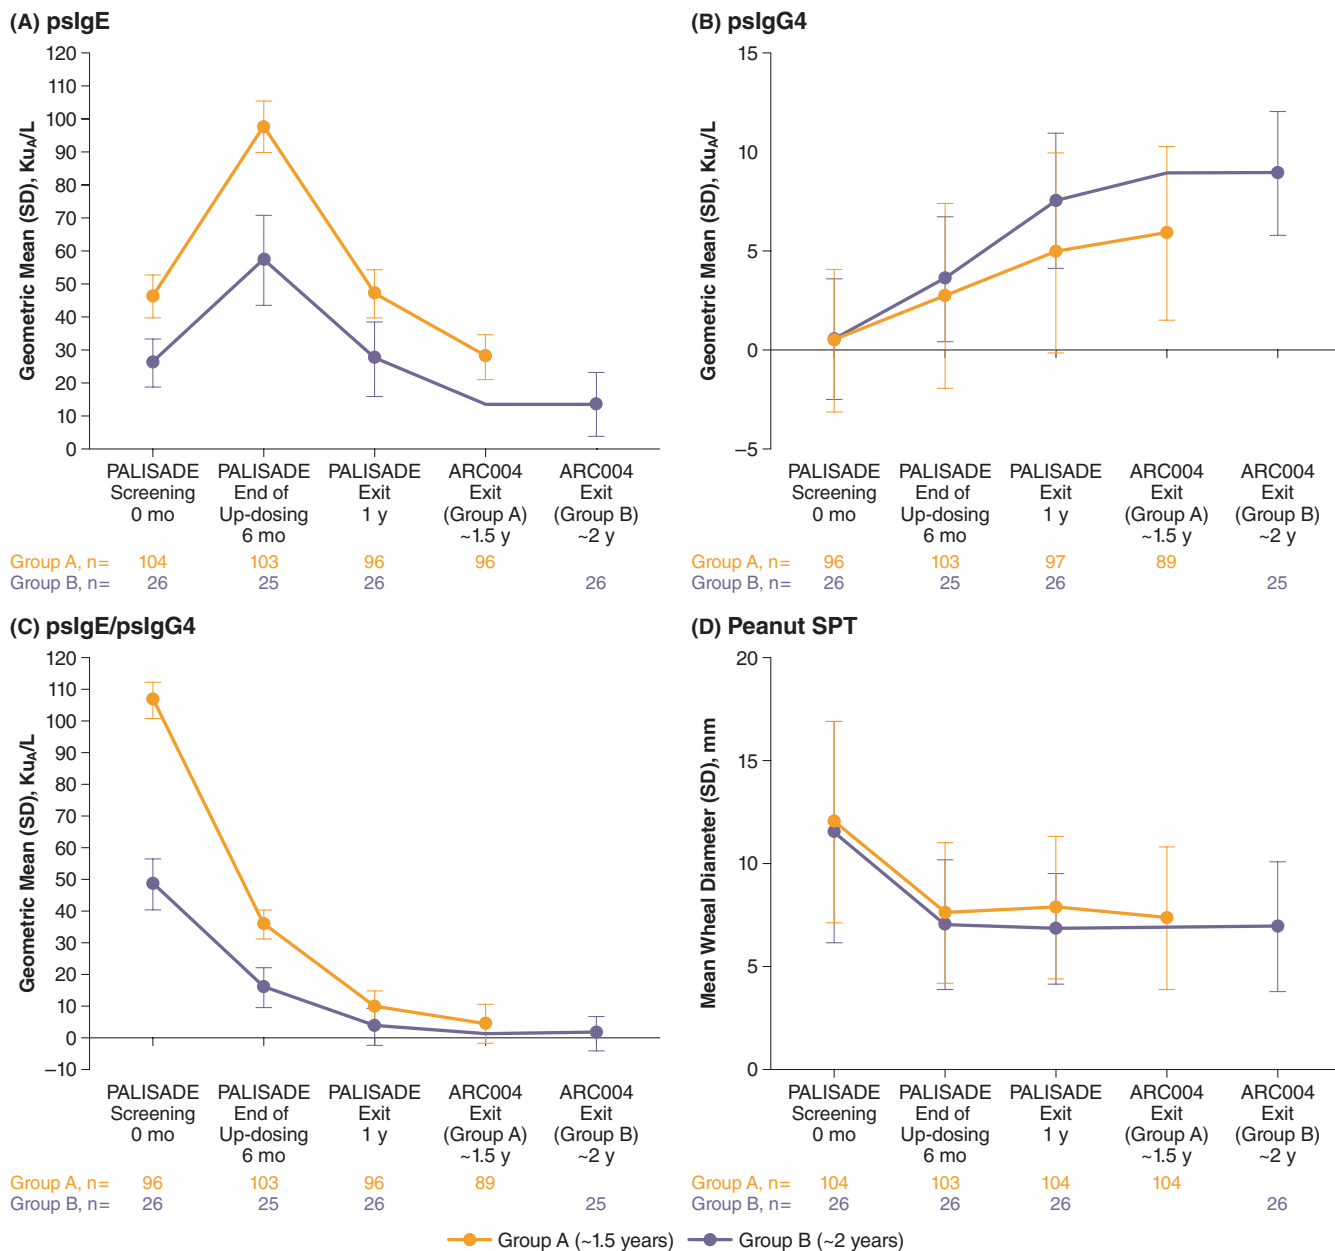 (A) psIgE
Geometric Mean (SD), KuA/L
120
110
100
90
80
70
60
50
40
30
20
10
0
PALISADE PALISADE PALISADE ARC004 ARC004
Screening End of Exit Exit Exit
0 mo Up-dosing 1 y (Group A) (Group B)
6 mo ~1.5 y ~2 y
Group A, n= 104 103 96 96
Group B, n= 26 25 26 26
(B) psIgG4
Geometric Mean (SD), KuA/L
15
10
5
0
–5
PALISADE PALISADE PALISADE ARC004 ARC004
Screening End of Exit Exit Exit
0 mo Up-dosing 1 y (Group A) (Group B)
6 mo ~1.5 y ~2 y
96 103 97 89
26 25 26 25
(C) psIgE/psIgG4
Geometric Mean (SD), KuA/L
120
110
100
90
80
70
60
50
40
30
20
10
0
–10
PALISADE PALISADE PALISADE ARC004 ARC004
Screening End of Exit Exit Exit
0 mo Up-dosing 1 y (Group A) (Group B)
6 mo ~1.5 y ~2 y
Group A, n= 96 103 96 89
Group B, n= 26 25 26 25
(D) Peanut SPT
Mean Wheal Diameter (SD), mm
20
15
10
5
0
PALISADE PALISADE PALISADE ARC004 ARC004
Screening End of Exit Exit Exit
0 mo Up-dosing 1 y (Group A) (Group B)
6 mo ~1.5 y ~2 y
104 103 104 104
26 26 26 26
Group A (~1.5 years) Group B (~2 years)